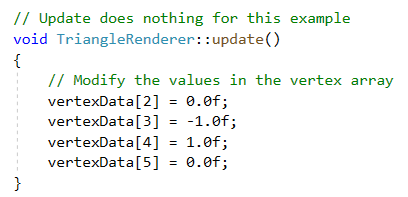 // Update does nothing for this example
void TriangleRenderer::update()
{
// Modify the values in the vertex array
vertexData[2] = 0.0f;
vertexData[3] = -1.0f;
vertexData[4] = 1.0f;
vertexData[5] = 0.0f;
}